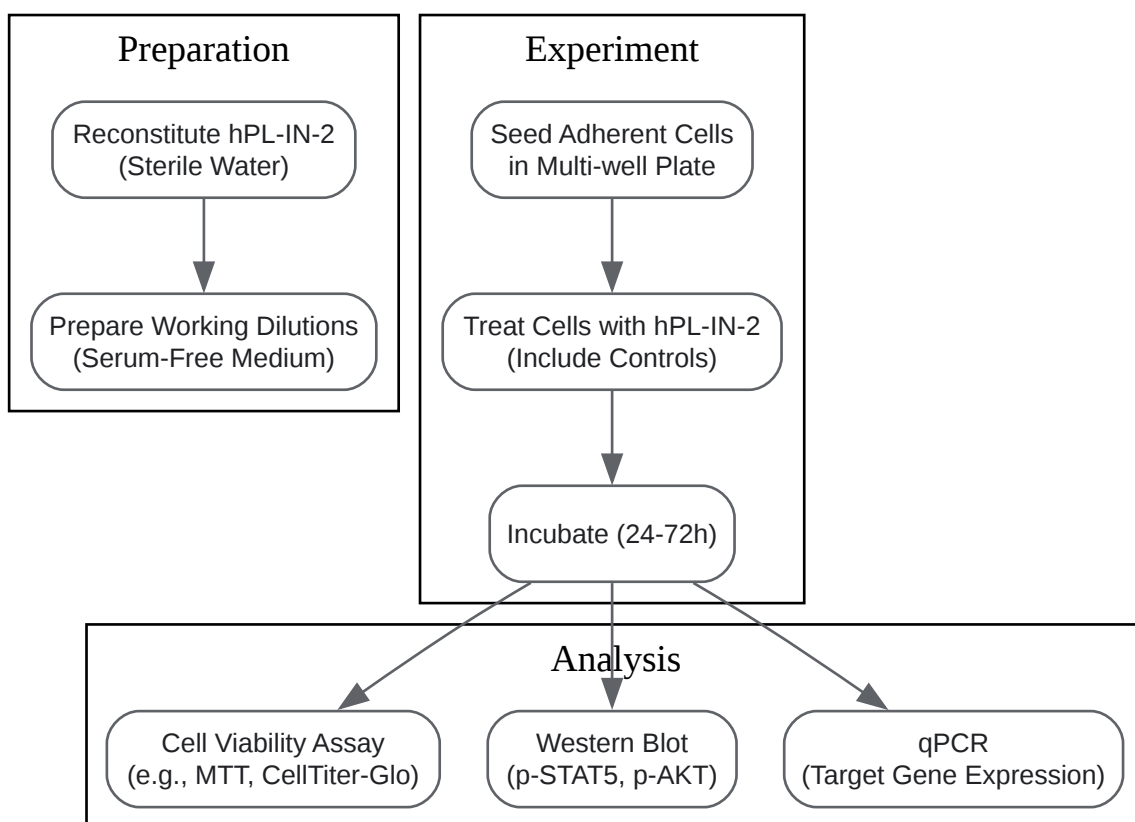 Preparation
Reconstitute hPL-IN-2
(Sterile Water)
Prepare Working Dilutions
(Serum-Free Medium)
Experiment
Seed Adherent Cells
in Multi-well Plate
Treat Cells with hPL-IN-2
(Include Controls)
Incubate (24-72h)
Analysis
Cell Viability Assay
(e.g., MTT, CellTiter-Glo)
Western Blot
(p-STAT5, p-AKT)
qPCR
(Target Gene Expression)